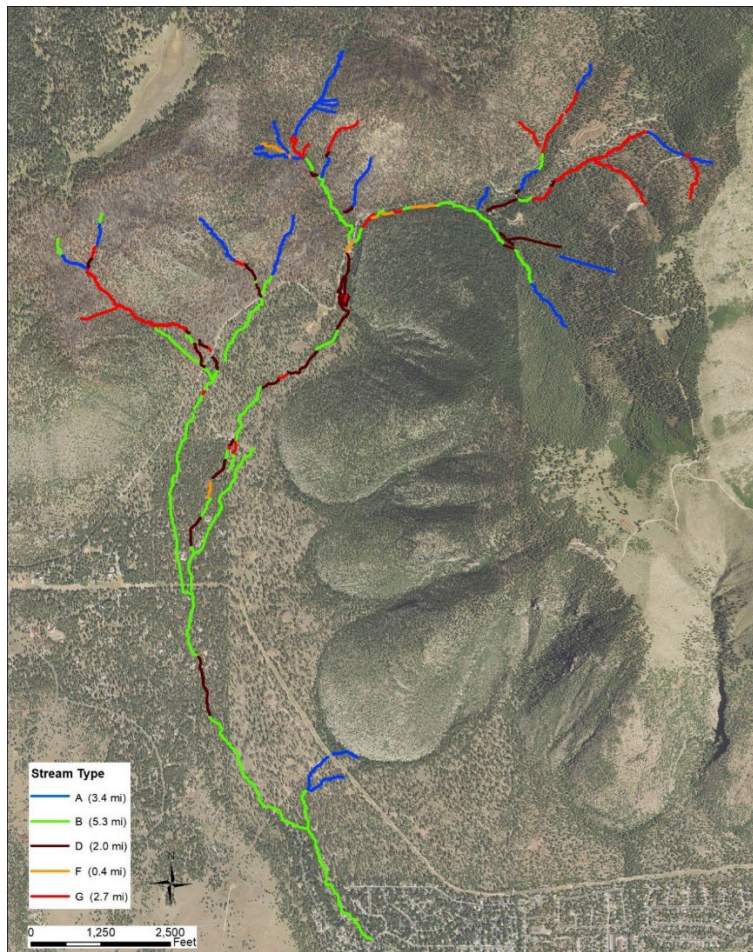 Stream Type
A (3.4 mi)
B (5.3 mi)
D (2.0 mi)
F (0.4 mi)
G (2.7 mi)
N
0 1,250 2,500
Feet